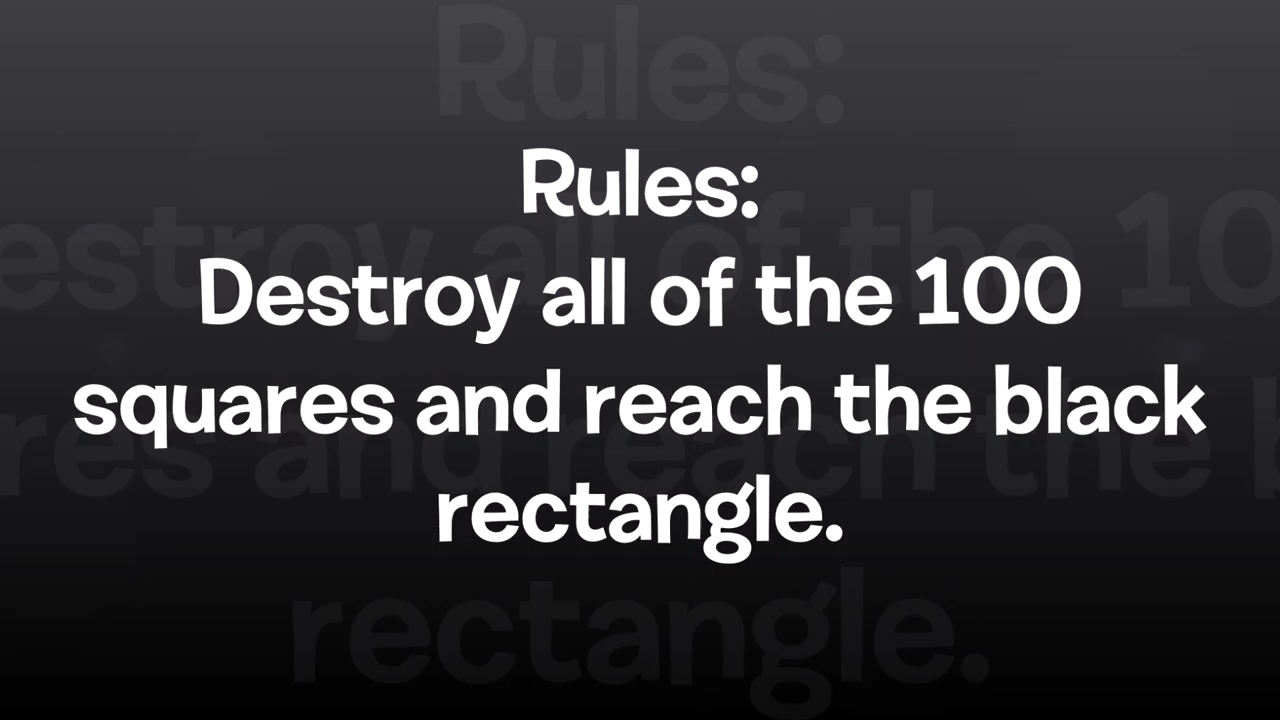 Rules:
Destroy all of the 100
squares and reach the black
rectangle.